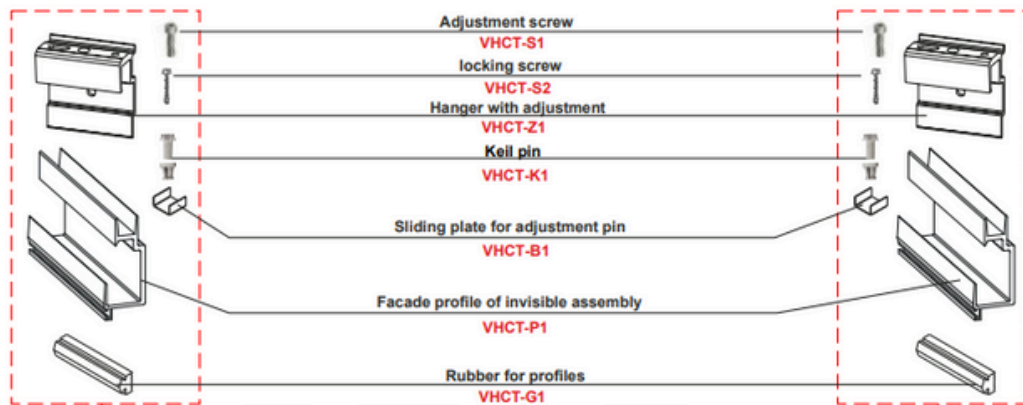 Adjustment screw
VHCT-S1
locking screw
VHCT-S2
Hanger with adjustment
VHCT-Z1
Keil pin
VHCT-K1
Sliding plate for adjustment pin
VHCT-B1
Facade profile of invisible assembly
VHCT-P1
Rubber for profiles
VHCT-G1